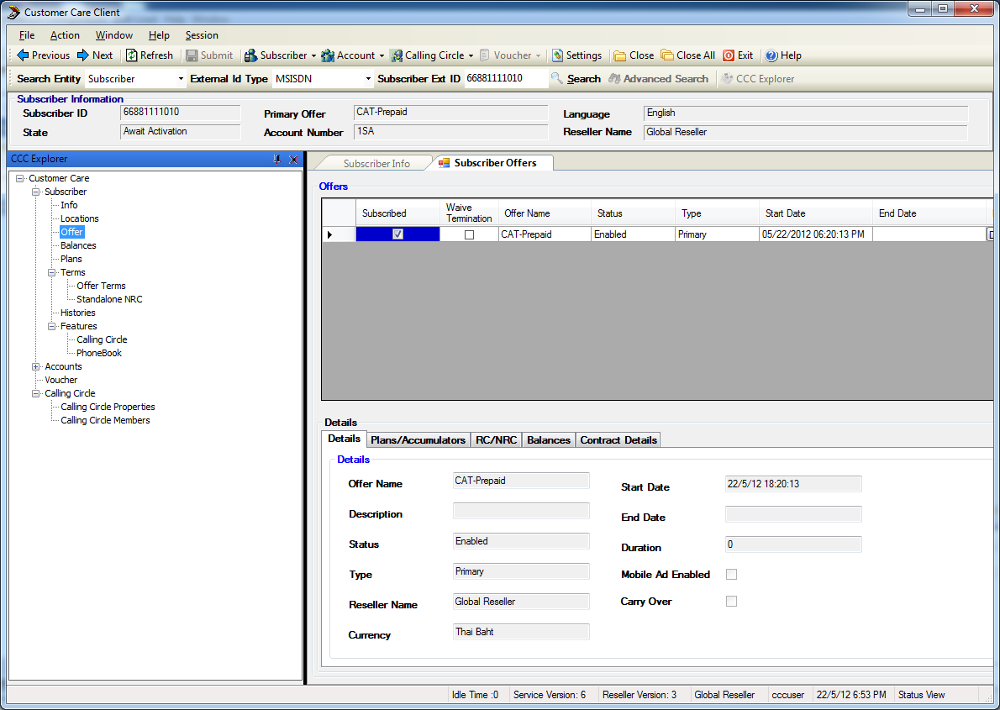 Customer Care Client
File Action Window Help Session
Previous Next Refresh Submit Subscriber Account Calling Circle Voucher Settings Close Close All Exit Help
Search Entity Subscriber External Id Type MSISDN Subscriber Ext ID 66881111010 Search Advanced Search CCC Explorer
Subscriber Information
Subscriber ID 66881111010 Primary Offer CAT-Prepaid Language English
State Await Activation Account Number 1SA Reseller Name Global Reseller
CCC Explorer
Customer Care
Subscriber
Info
Locations
Offer
Balances
Plans
Terms
Offer Terms
Standalone NRC
Histories
Features
Calling Circle
PhoneBook
Accounts
Voucher
Calling Circle
Calling Circle Properties
Calling Circle Members
Subscriber Info Subscriber Offers
Offers
Subscribed Waive Termination Offer Name Status Type Start Date End Date
CAT-Prepaid Enabled Primary 05/22/2012 06:20:13 PM
Details
Details Plans/Accumulators RC/NRC Balances Contract Details
Details
Offer Name CAT-Prepaid Start Date 22/5/12 18:20:13
Description End Date
Status Enabled Duration 0
Type Primary Mobile Ad Enabled
Reseller Name Global Reseller Carry Over
Currency Thai Baht
Idle Time :0 Service Version: 6 Reseller Version: 3 Global Reseller cccuser 22/5/12 6:53 PM Status View